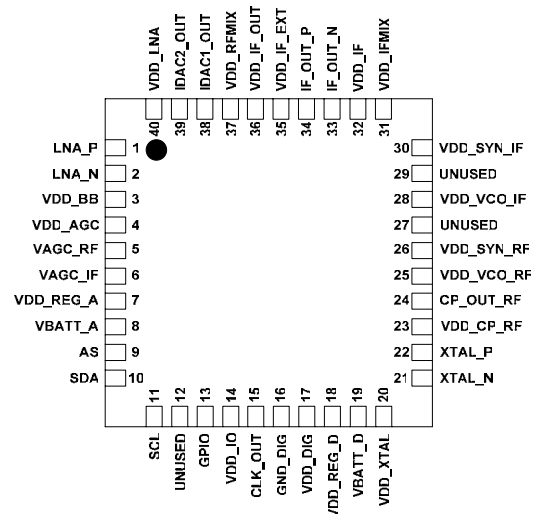 VDD_LNA
IDAC2_OUT
IDAC1_OUT
VDD_RFMIX
VDD_IF_OUT
VDD_IF_EXT
IF_OUT_P
IF_OUT_N
VDD_IF
VDD_IFMIX
40
39
38
37
36
35
34
33
32
31
LNA_P 1
LNA_N 2
VDD_BB 3
VDD_AGC 4
VAGC_RF 5
VAGC_IF 6
VDD_REG_A 7
VBATT_A 8
AS 9
SDA 10
30 VDD_SYN_IF
29 UNUSED
28 VDD_VCO_IF
27 UNUSED
26 VDD_SYN_RF
25 VDD_VCO_RF
24 CP_OUT_RF
23 VDD_CP_RF
22 XTAL_P
21 XTAL_N
11
12
13
14
15
16
17
18
19
20
SCL
UNUSED
GPIO
VDD_IO
CLK_OUT
GND_DIG
VDD_DIG
VDD_REG_D
VBATT_D
VDD_XTAL